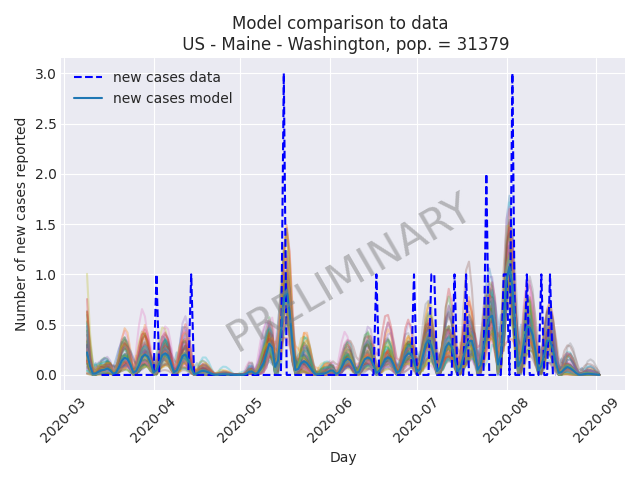 Model comparison to data
US - Maine - Washington, pop. = 31379
new cases data
new cases model
PRELIMINARY
Number of new cases reported
3.0
2.5
2.0
1.5
1.0
0.5
0.0
2020-03
2020-04
2020-05
2020-06
2020-07
2020-08
2020-09
Day